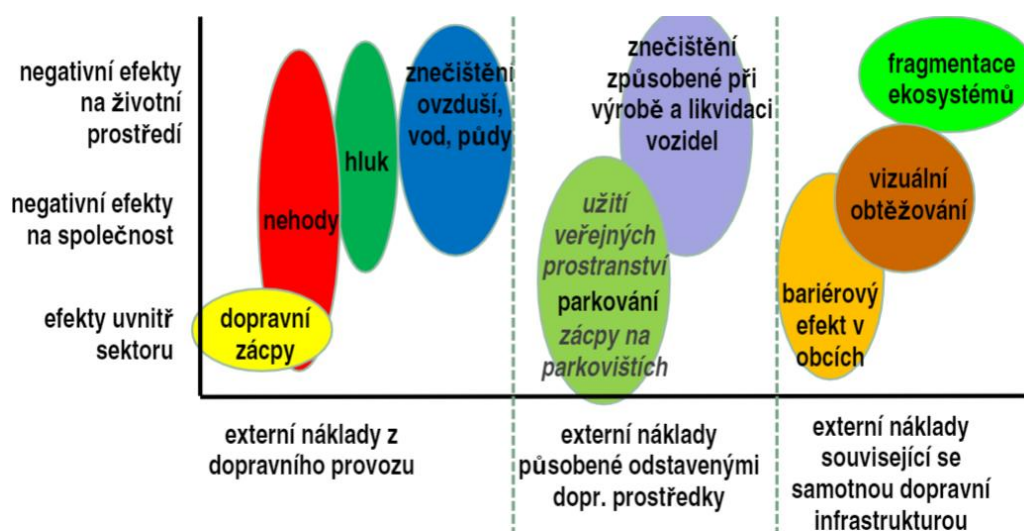 negativní efekty
na životní
prostředí
negativní efekty
na společnost
efekty uvnitř
sektoru
nehody
hluk
znečištění
ovzduší,
vod, půdy
dopravní
zácpy
znečištění
způsobené při
výrobě a likvidaci
vozidel
užití
veřejných
prostranství
parkování
zácpy na
parkovištích
fragmentace
ekosystémů
vizuální
obtěžování
bariérový
efekt v
obcích
externí náklady z
dopravního provozu
externí náklady
působené odstavenými
dopr. prostředky
externí náklady
související se
samotnou dopravní
infrastrukturou